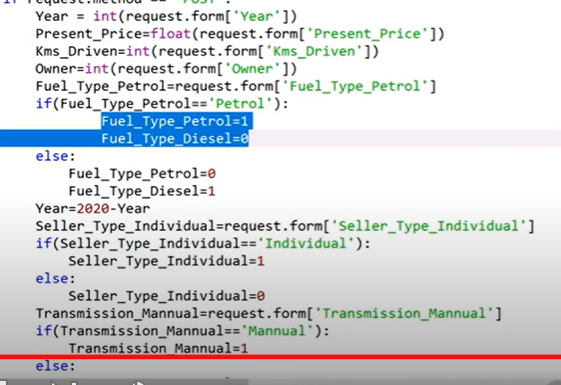 if request.method == 'POST':
Year = int(request.form['Year'])
Present_Price=float(request.form['Present_Price'])
Kms_Driven=int(request.form['Kms_Driven'])
Owner=int(request.form['Owner'])
Fuel_Type_Petrol=request.form['Fuel_Type_Petrol']
if(Fuel_Type_Petrol=='Petrol'):
Fuel_Type_Petrol=1
Fuel_Type_Diesel=0
else:
Fuel_Type_Petrol=0
Fuel_Type_Diesel=1
Year=2020-Year
Seller_Type_Individual=request.form['Seller_Type_Individual']
if(Seller_Type_Individual=='Individual'):
Seller_Type_Individual=1
else:
Seller_Type_Individual=0
Transmission_Mannual=request.form['Transmission_Mannual']
if(Transmission_Mannual=='Mannual'):
Transmission_Mannual=1
else: